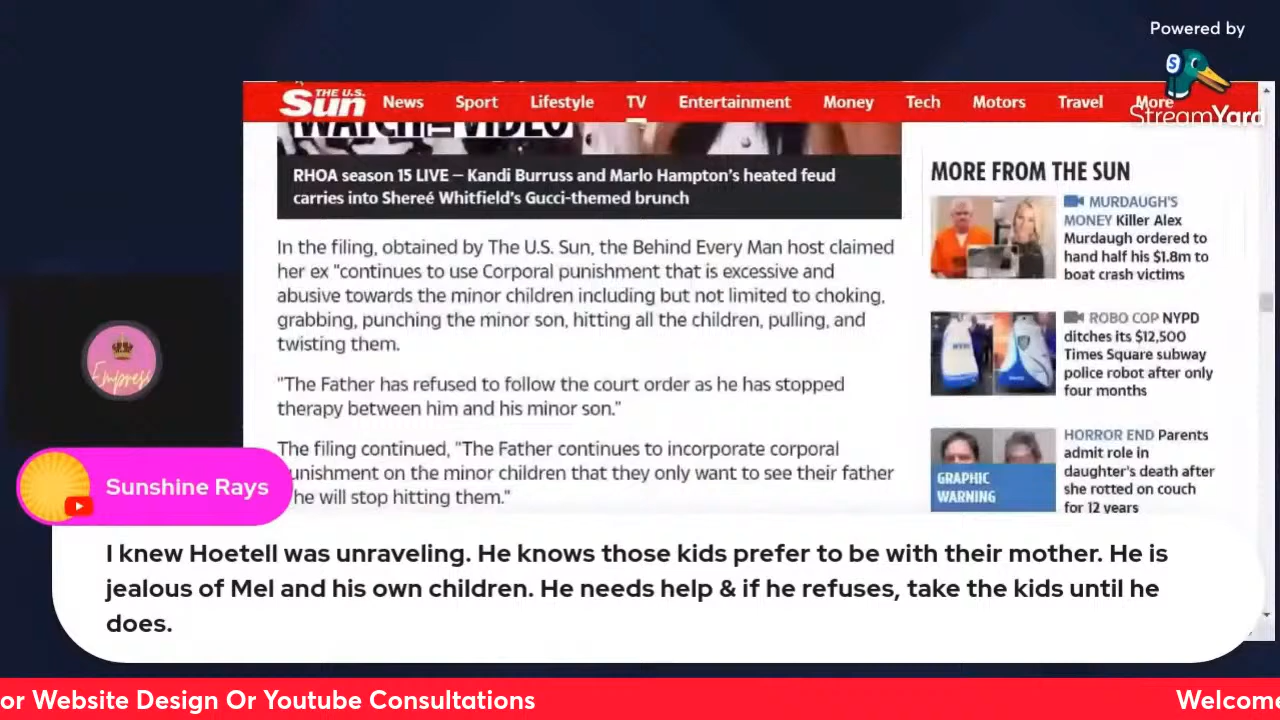 Powered by
StreamYard
THE U.S.
Sun
News Sport Lifestyle TV Entertainment Money Tech Motors Travel More
WATCH THE VIDEO
RHOA season 15 LIVE – Kandi Burruss and Marlo Hampton's heated feud
carries into Shereé Whitfield's Gucci-themed brunch
In the filing, obtained by The U.S. Sun, the Behind Every Man host claimed
her ex "continues to use Corporal punishment that is excessive and
abusive towards the minor children including but not limited to choking,
grabbing, punching the minor son, hitting all the children, pulling, and
twisting them.
"The Father has refused to follow the court order as he has stopped
therapy between him and his minor son."
The filing continued, "The Father continues to incorporate corporal
unishment on the minor children that they only want to see their father
he will stop hitting them."
MORE FROM THE SUN
MURDAUGH'S
MONEY Killer Alex
Murdaugh ordered to
hand half his $1.8m to
boat crash victims
ROBO COP NYPD
ditches its $12,500
Times Square subway
police robot after only
four months
GRAPHIC
WARNING
HORROR END Parents
admit role in
daughter's death after
she rotted on couch
for 12 years
Empress
Sunshine Rays
I knew Hoetell was unraveling. He knows those kids prefer to be with their mother. He is
jealous of Mel and his own children. He needs help & if he refuses, take the kids until he
does.
or Website Design Or Youtube Consultations
Welcome